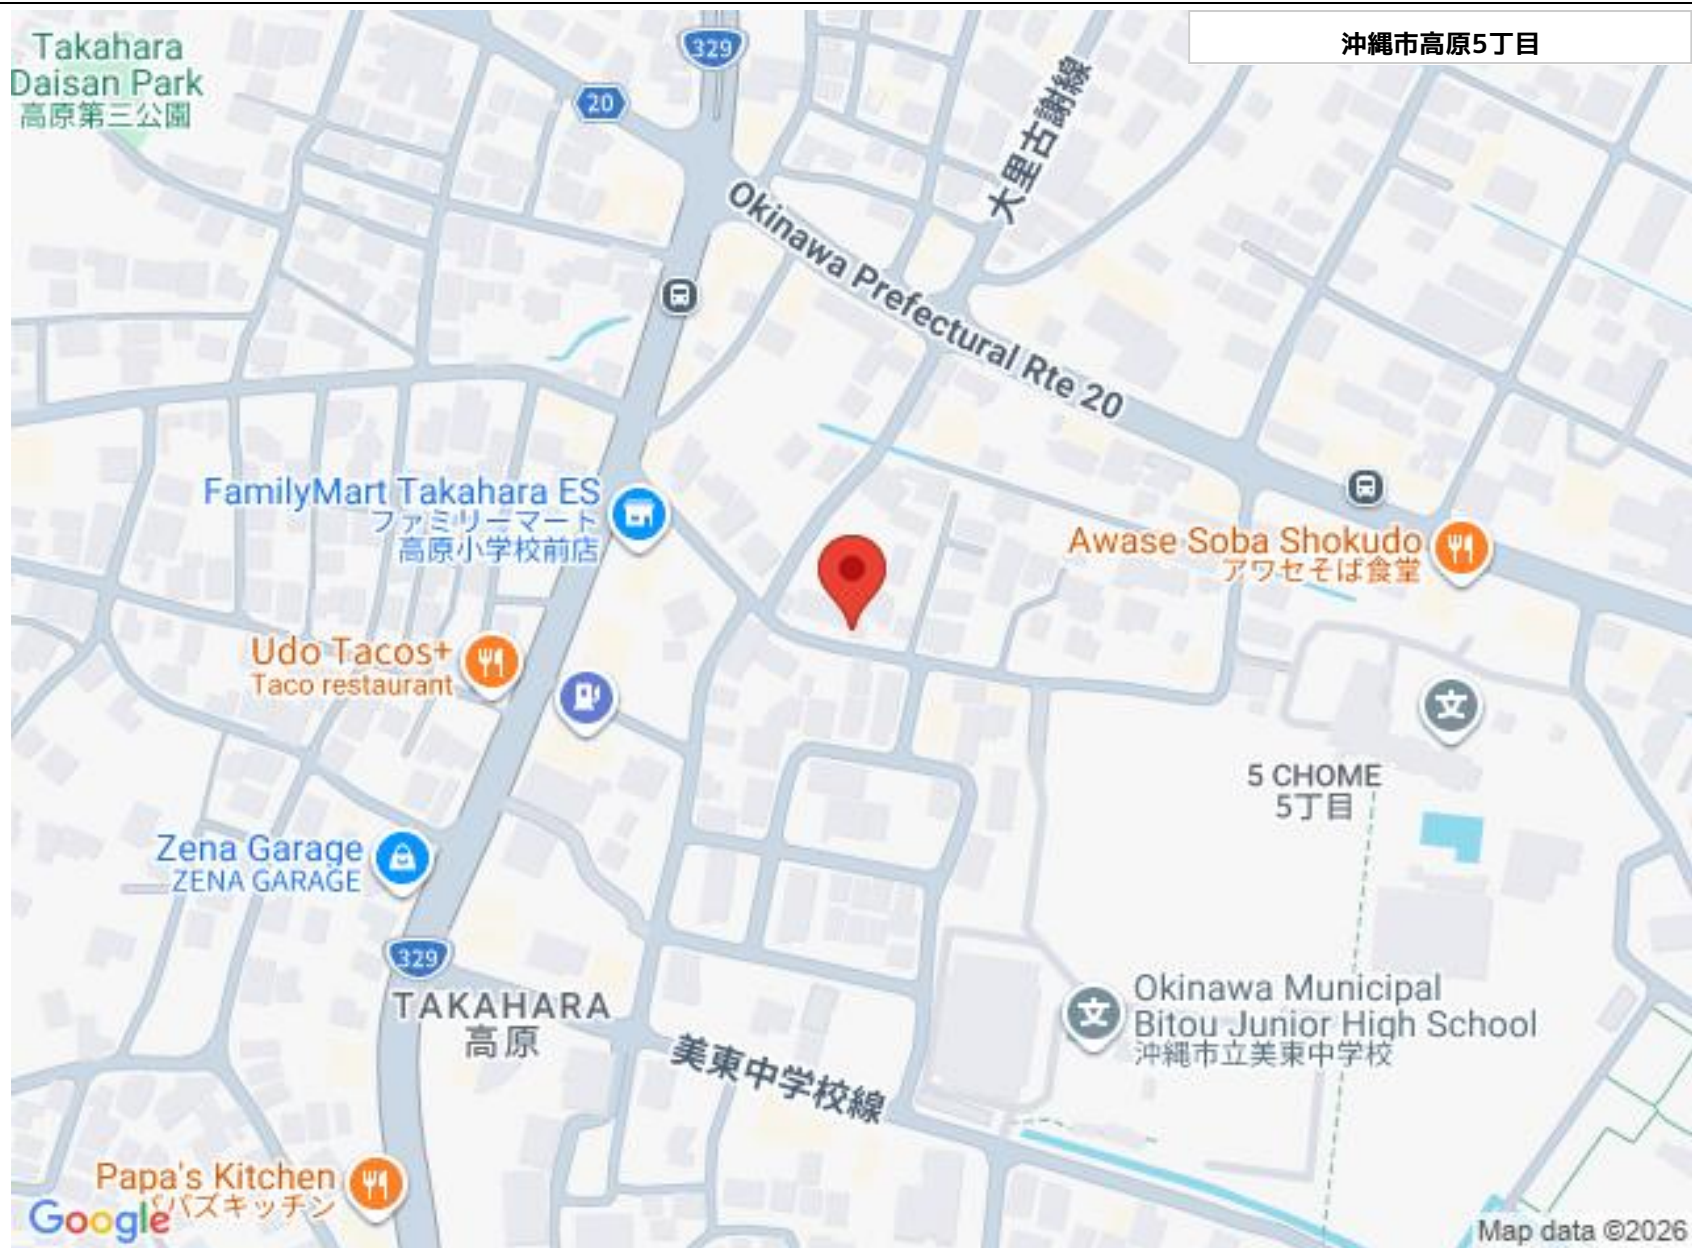 沖縄市高原5丁目
Takahara
Daisan Park
高原第三公園
329
20
大里古謝線
Okinawa Prefectural Rte 20
FamilyMart Takahara ES
ファミリーマート
高原小学校前店
Awase Soba Shokudo
アワセそば食堂
Udo Tacos+
Taco restaurant
文
5 CHOME
5丁目
Zena Garage
ZENA GARAGE
329
TAKAHARA
高原
文
Okinawa Municipal
Bitou Junior High School
沖縄市立美東中学校
美東中学校線
Papa's Kitchen
パパズキッチン
Google
Map data ©2026